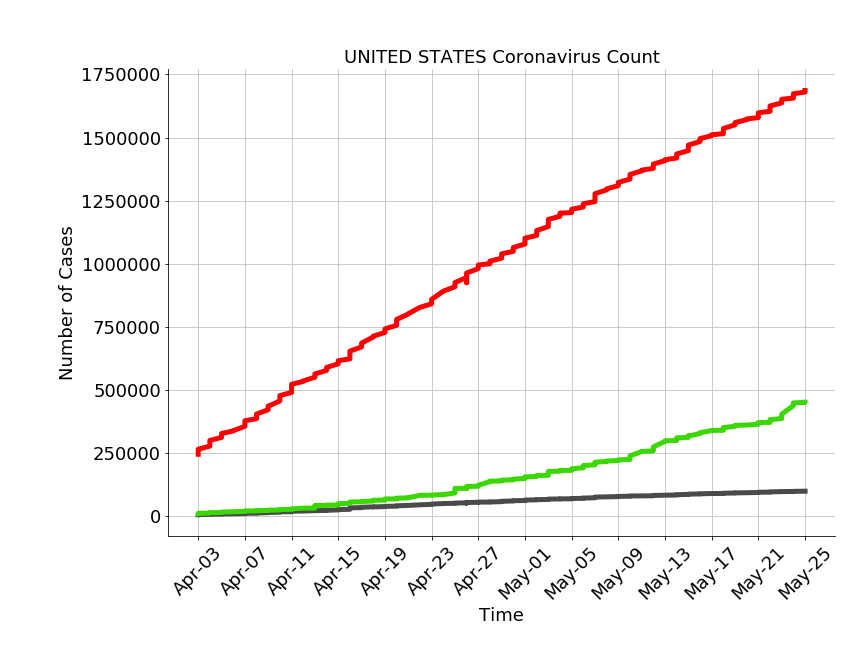 UNITED STATES Coronavirus Count
Number of Cases
1750000
1500000
1250000
1000000
750000
500000
250000
0
Apr-03
Apr-07
Apr-11
Apr-15
Apr-19
Apr-23
Apr-27
May-01
May-05
May-09
May-13
May-17
May-21
May-25
Time